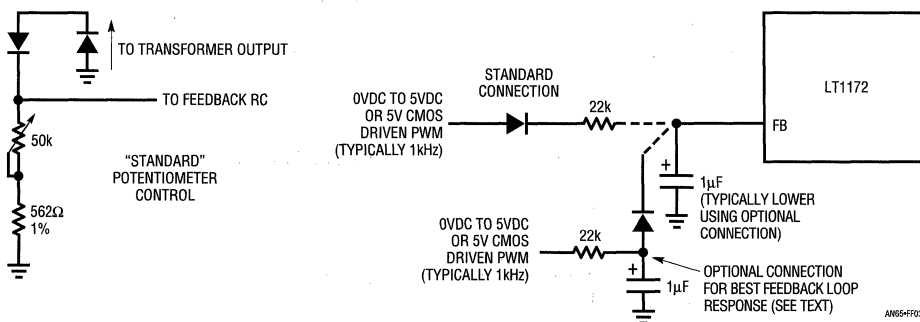 TO TRANSFORMER OUTPUT
TO FEEDBACK RC
50k
"STANDARD"
POTENTIOMETER
CONTROL
562Ω
1%
STANDARD
CONNECTION
0VDC TO 5VDC
OR 5V CMOS
DRIVEN PWM
(TYPICALLY 1kHz)
22k
LT1172
FB
+
1µF
(TYPICALLY LOWER
USING OPTIONAL
CONNECTION)
0VDC TO 5VDC
OR 5V CMOS
DRIVEN PWM
(TYPICALLY 1kHz)
22k
+
1µF
OPTIONAL CONNECTION
FOR BEST FEEDBACK LOOP
RESPONSE (SEE TEXT)